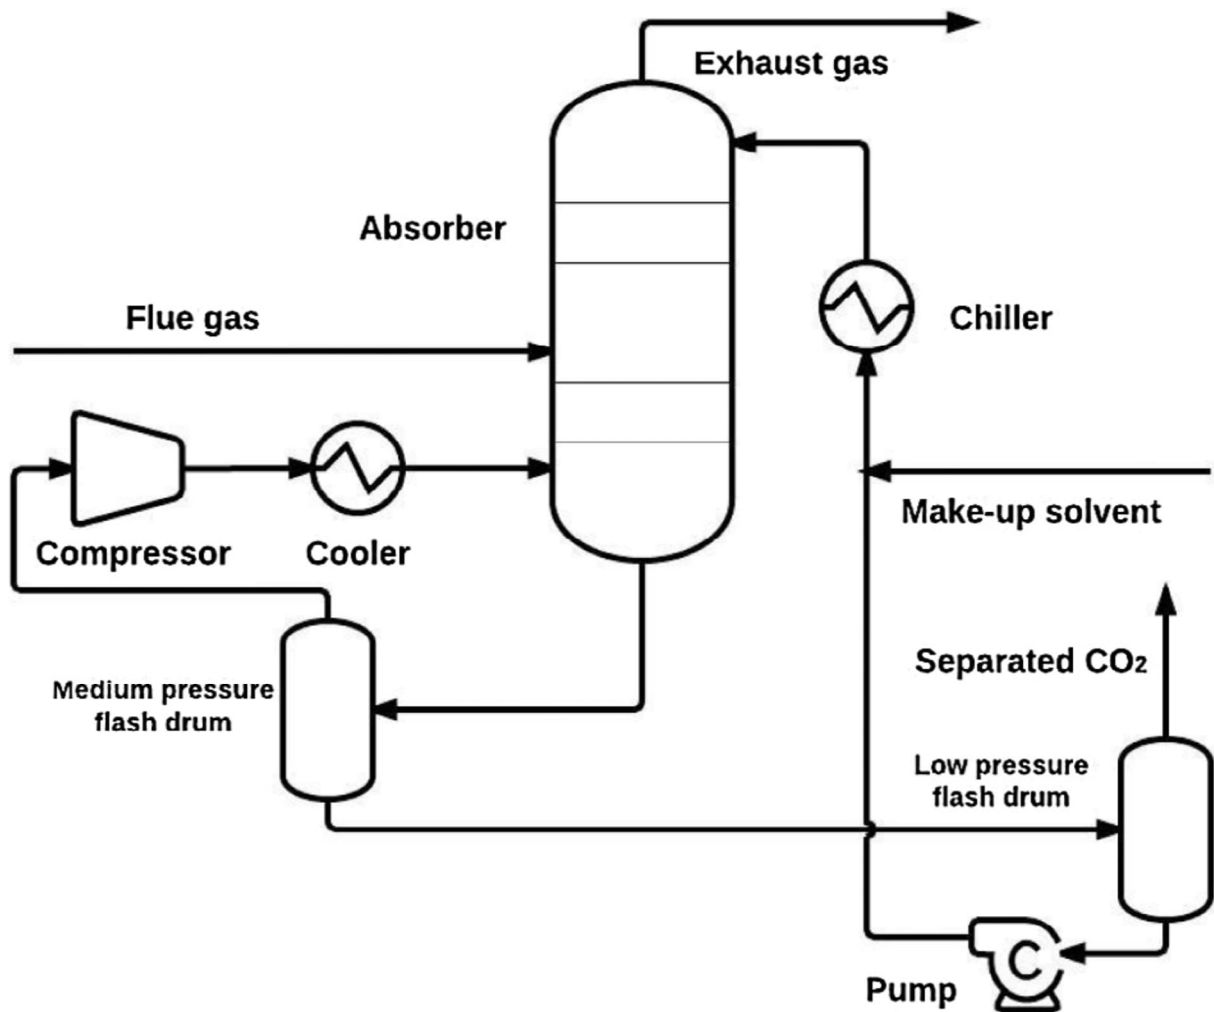 Exhaust gas
Absorber
Flue gas
Chiller
Make-up solvent
Compressor
Cooler
Separated CO₂
Medium pressure
flash drum
Low pressure
flash drum
Pump